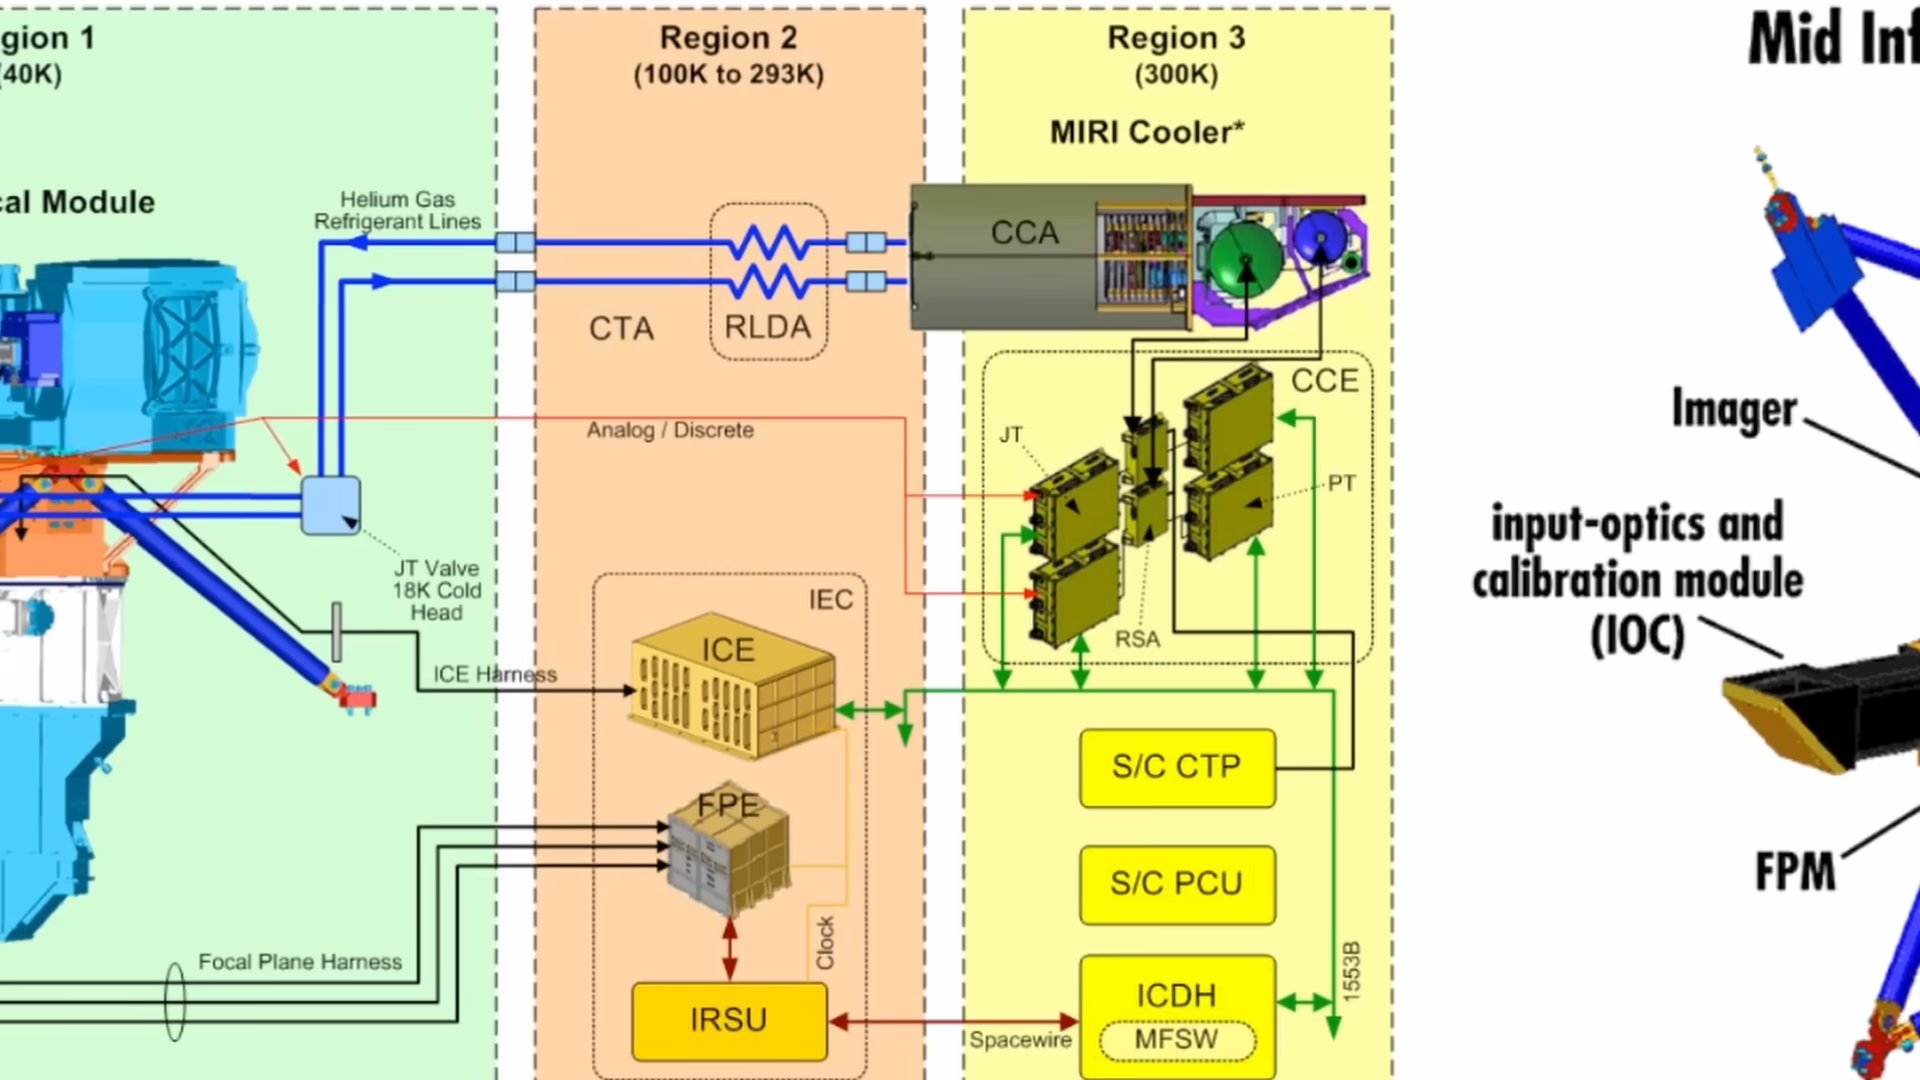 gion 1
(40K)
cal Module
Helium Gas
Refrigerant Lines
JT Valve
18K Cold
Head
ICE Harness
Focal Plane Harness
Region 2
(100K to 293K)
CTA
RLDA
Analog / Discrete
IEC
ICE
FPE
Clock
IRSU
Region 3
(300K)
MIRI Cooler*
CCA
CCE
JT
PT
RSA
S/C CTP
S/C PCU
ICDH
MFSW
1553B
Spacewire
Mid Inf
Imager
input-optics and
calibration module
(IOC)
FPM